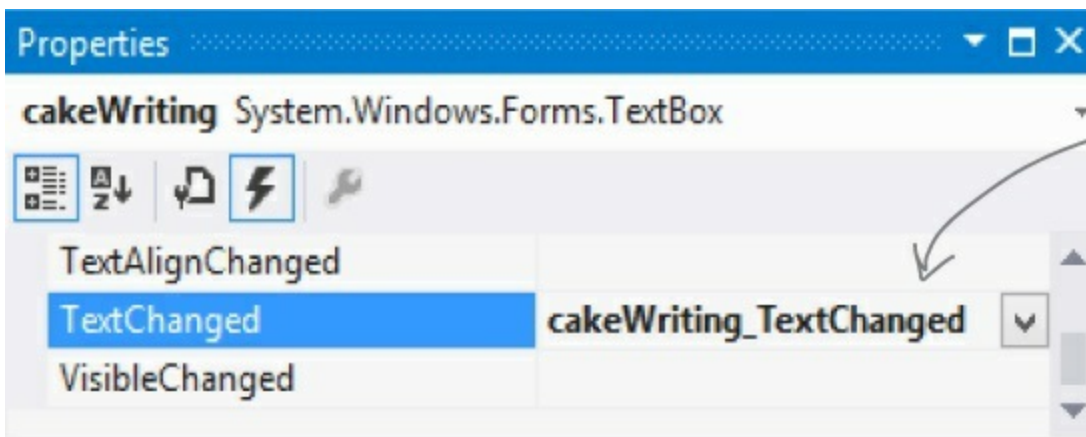 Properties
cakeWriting System.Windows.Forms.TextBox
TextAlignChanged
TextChanged cakeWriting_TextChanged
VisibleChanged